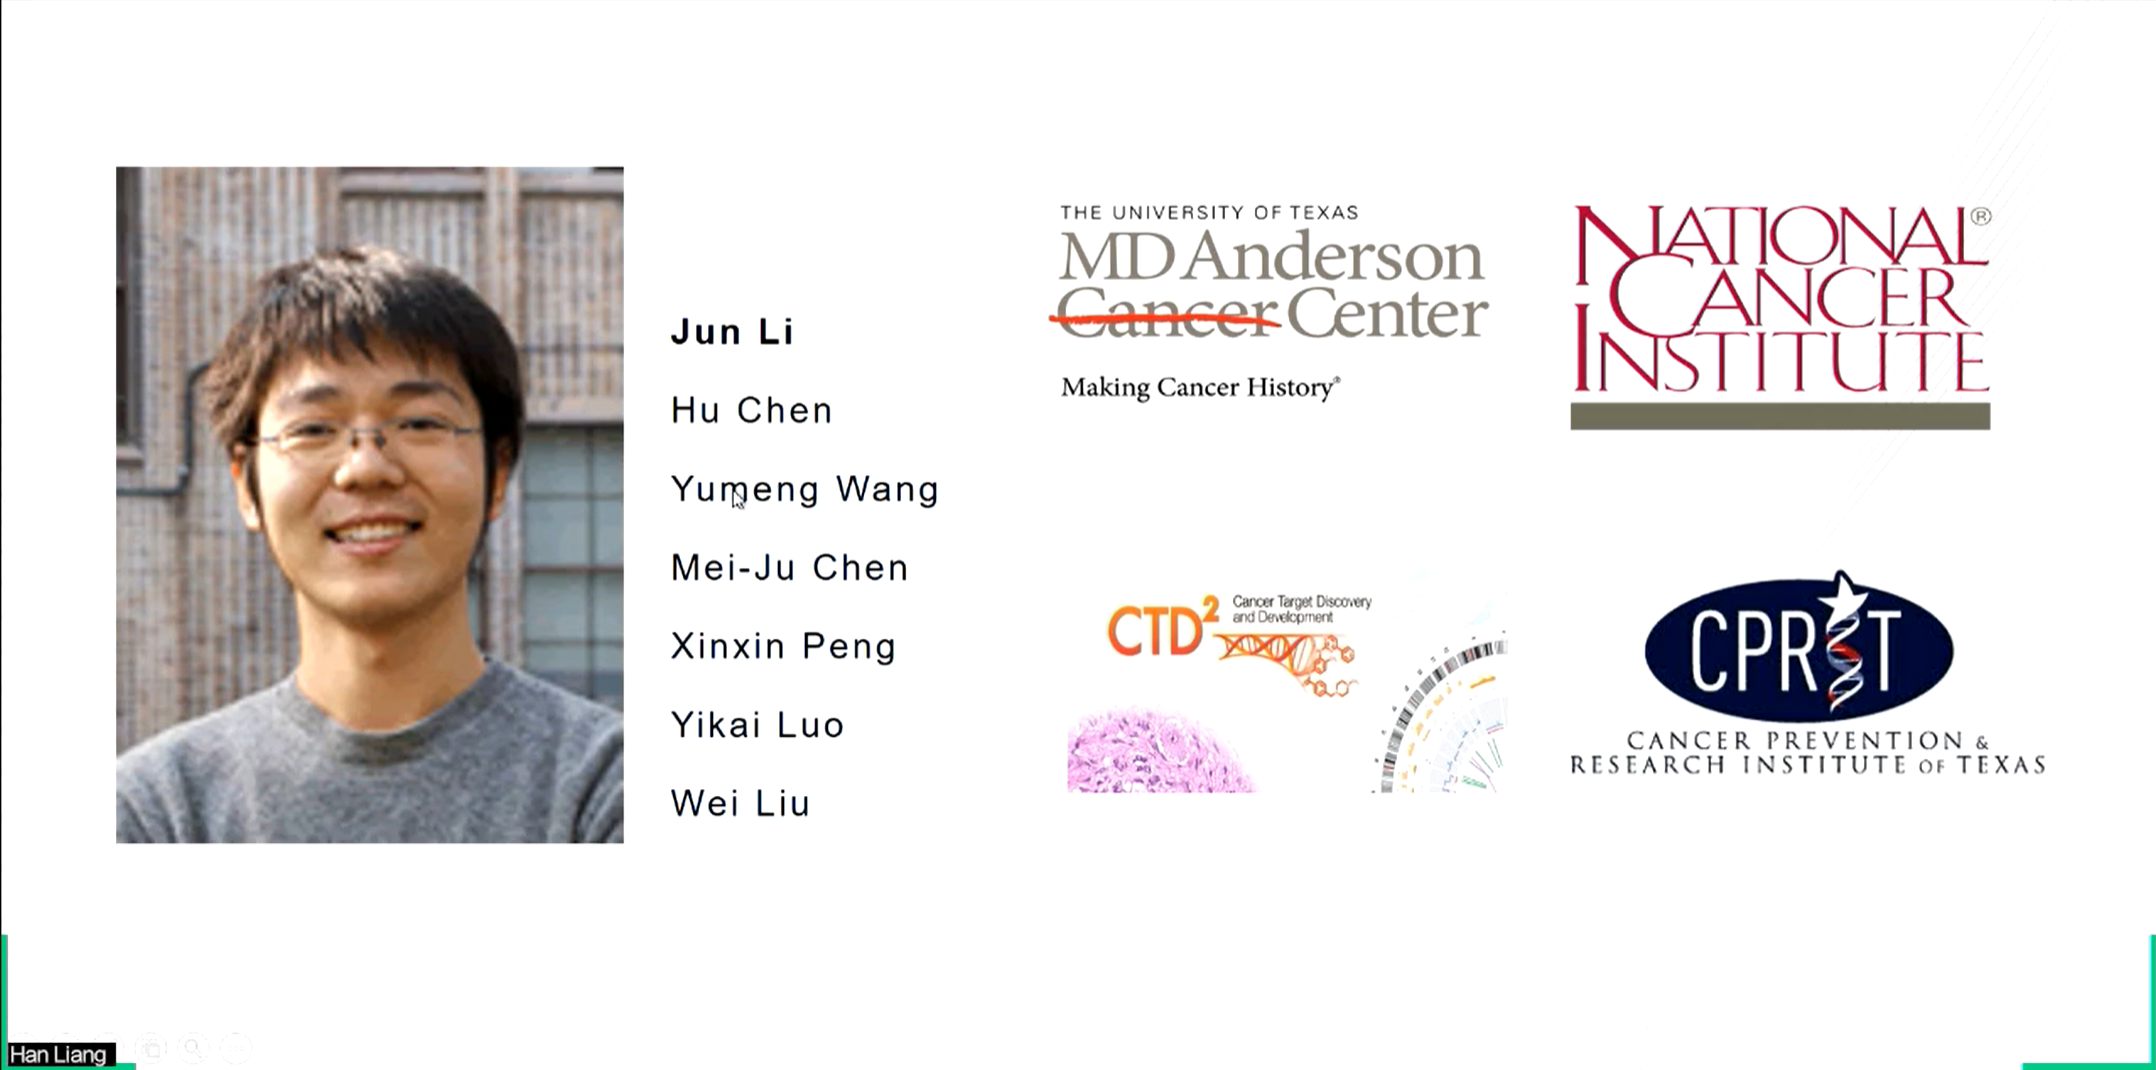 Jun Li
Hu Chen
Yumeng Wang
Mei-Ju Chen
Xinxin Peng
Yikai Luo
Wei Liu
THE UNIVERSITY OF TEXAS
MD Anderson
Cancer Center
Making Cancer History®
NATIONAL®
CANCER
INSTITUTE
CTD²
Cancer Target Discovery
and Development
CPRIT
CANCER PREVENTION &
RESEARCH INSTITUTE OF TEXAS
Han Liang